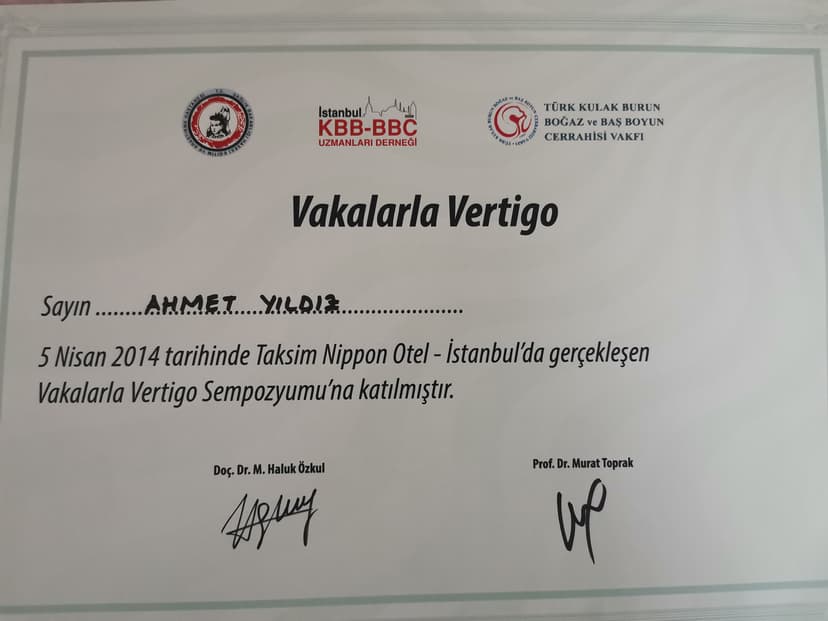 İstanbul
KBB-BBC
UZMANLARI DERNEĞİ
TÜRK KULAK BURUN
BOĞAZ ve BAŞ BOYUN
CERRAHİSİ VAKFI
Vakalarla Vertigo
Sayın ........AHMET....YILDIZ......................
5 Nisan 2014 tarihinde Taksim Nippon Otel - İstanbul'da gerçekleşen
Vakalarla Vertigo Sempozyumu'na katılmıştır.
Doç. Dr. M. Haluk Özkul
Prof. Dr. Murat Toprak